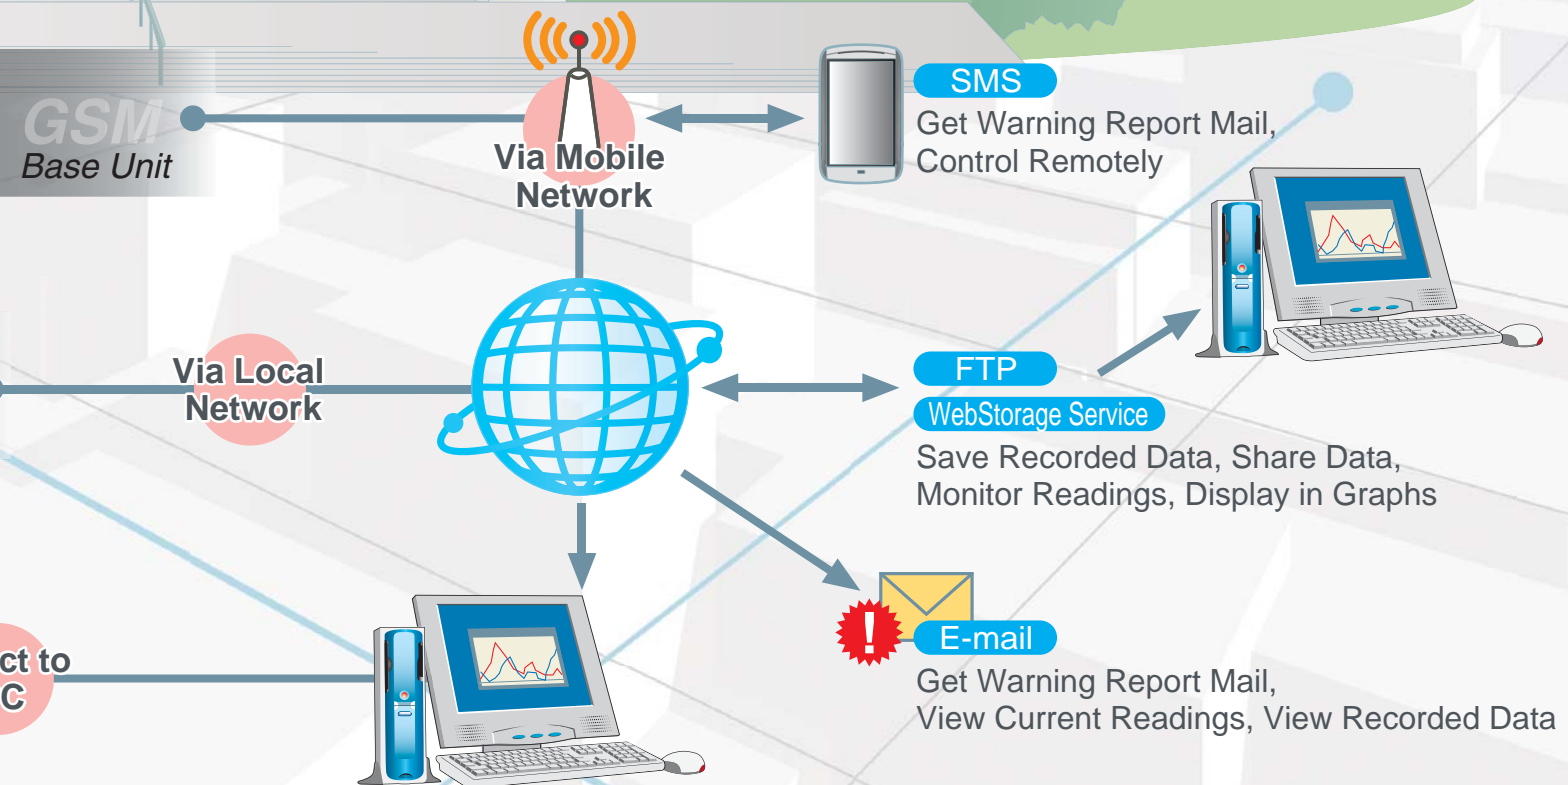 GSM
Base Unit
Via Mobile
Network
SMS
Get Warning Report Mail,
Control Remotely
Via Local
Network
FTP
WebStorage Service
Save Recorded Data, Share Data,
Monitor Readings, Display in Graphs
!
E-mail
Get Warning Report Mail,
View Current Readings, View Recorded Data
ct to
C